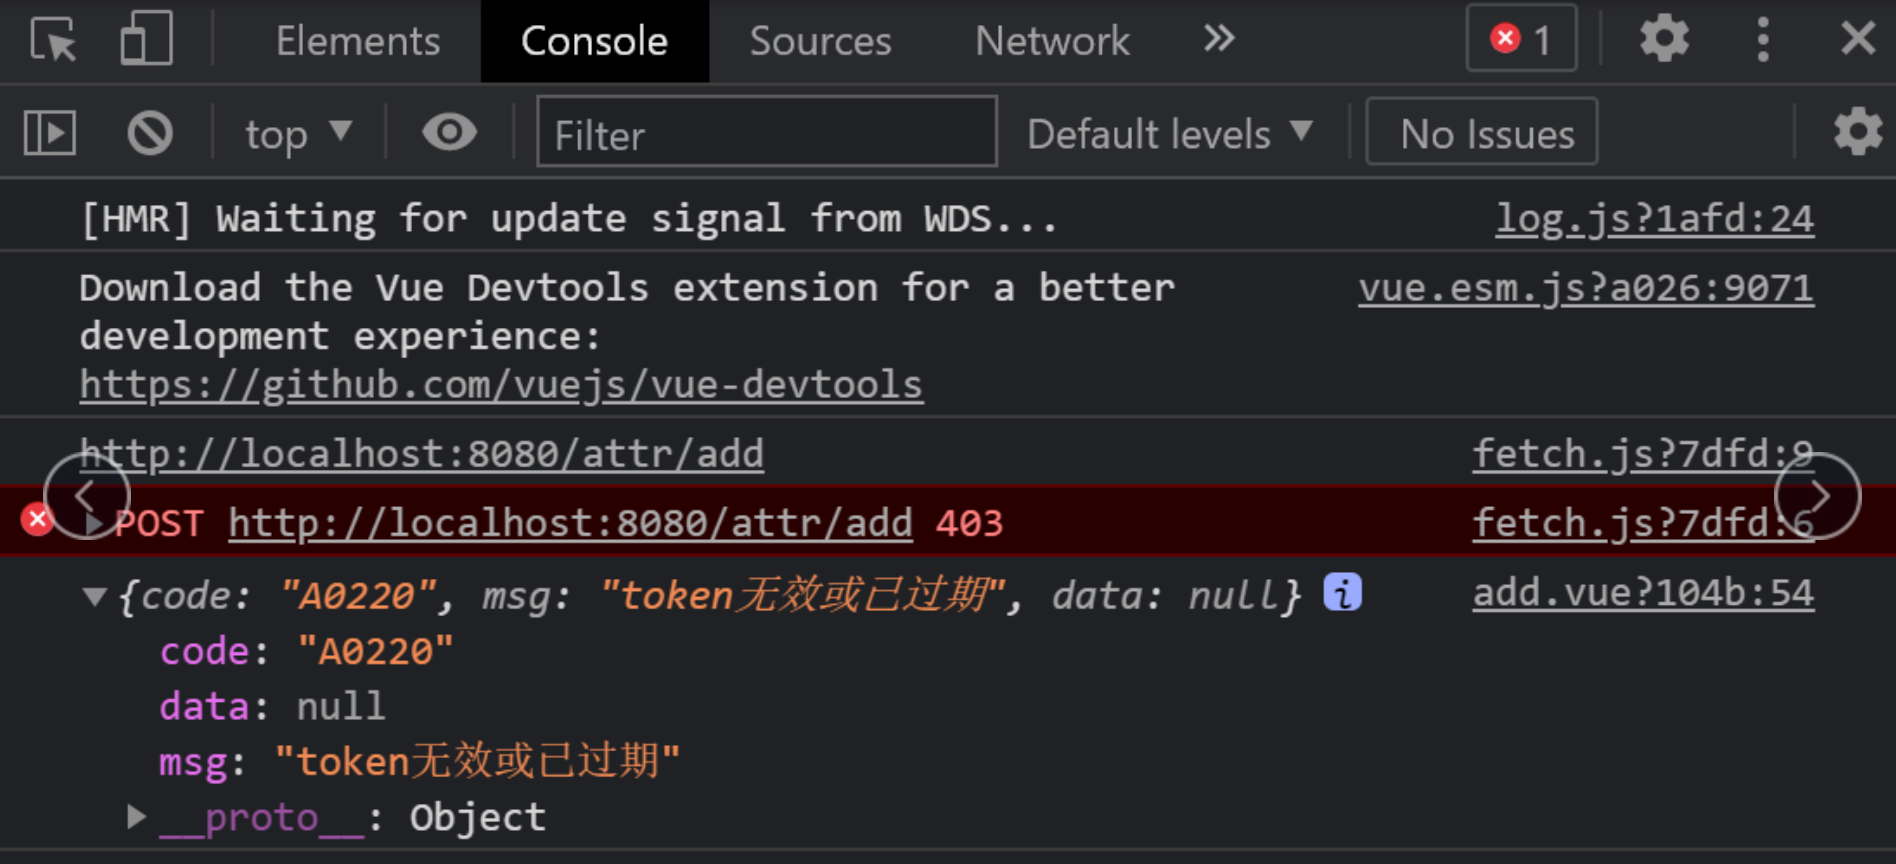 Elements Console Sources Network 1
top Filter Default levels No Issues
[HMR] Waiting for update signal from WDS... log.js?1afd:24
Download the Vue Devtools extension for a better vue.esm.js?a026:9071
development experience:
https://github.com/vuejs/vue-devtools
http://localhost:8080/attr/add fetch.js?7dfd:9
POST http://localhost:8080/attr/add 403 fetch.js?7dfd:6
{code: "A0220", msg: "token无效或已过期", data: null} i add.vue?104b:54
code: "A0220"
data: null
msg: "token无效或已过期"
__proto__: Object